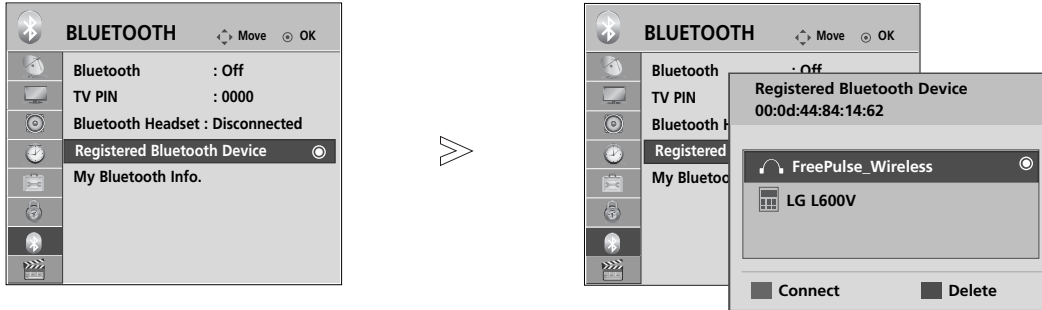 BLUETOOTH Move OK
Bluetooth : Off
TV PIN : 0000
Bluetooth Headset : Disconnected
Registered Bluetooth Device
My Bluetooth Info.
BLUETOOTH Move OK
Bluetooth : Off
TV PIN
Bluetooth H
Registered
My Bluetoo
Registered Bluetooth Device
00:0d:44:84:14:62
FreePulse_Wireless
LG L600V
Connect Delete